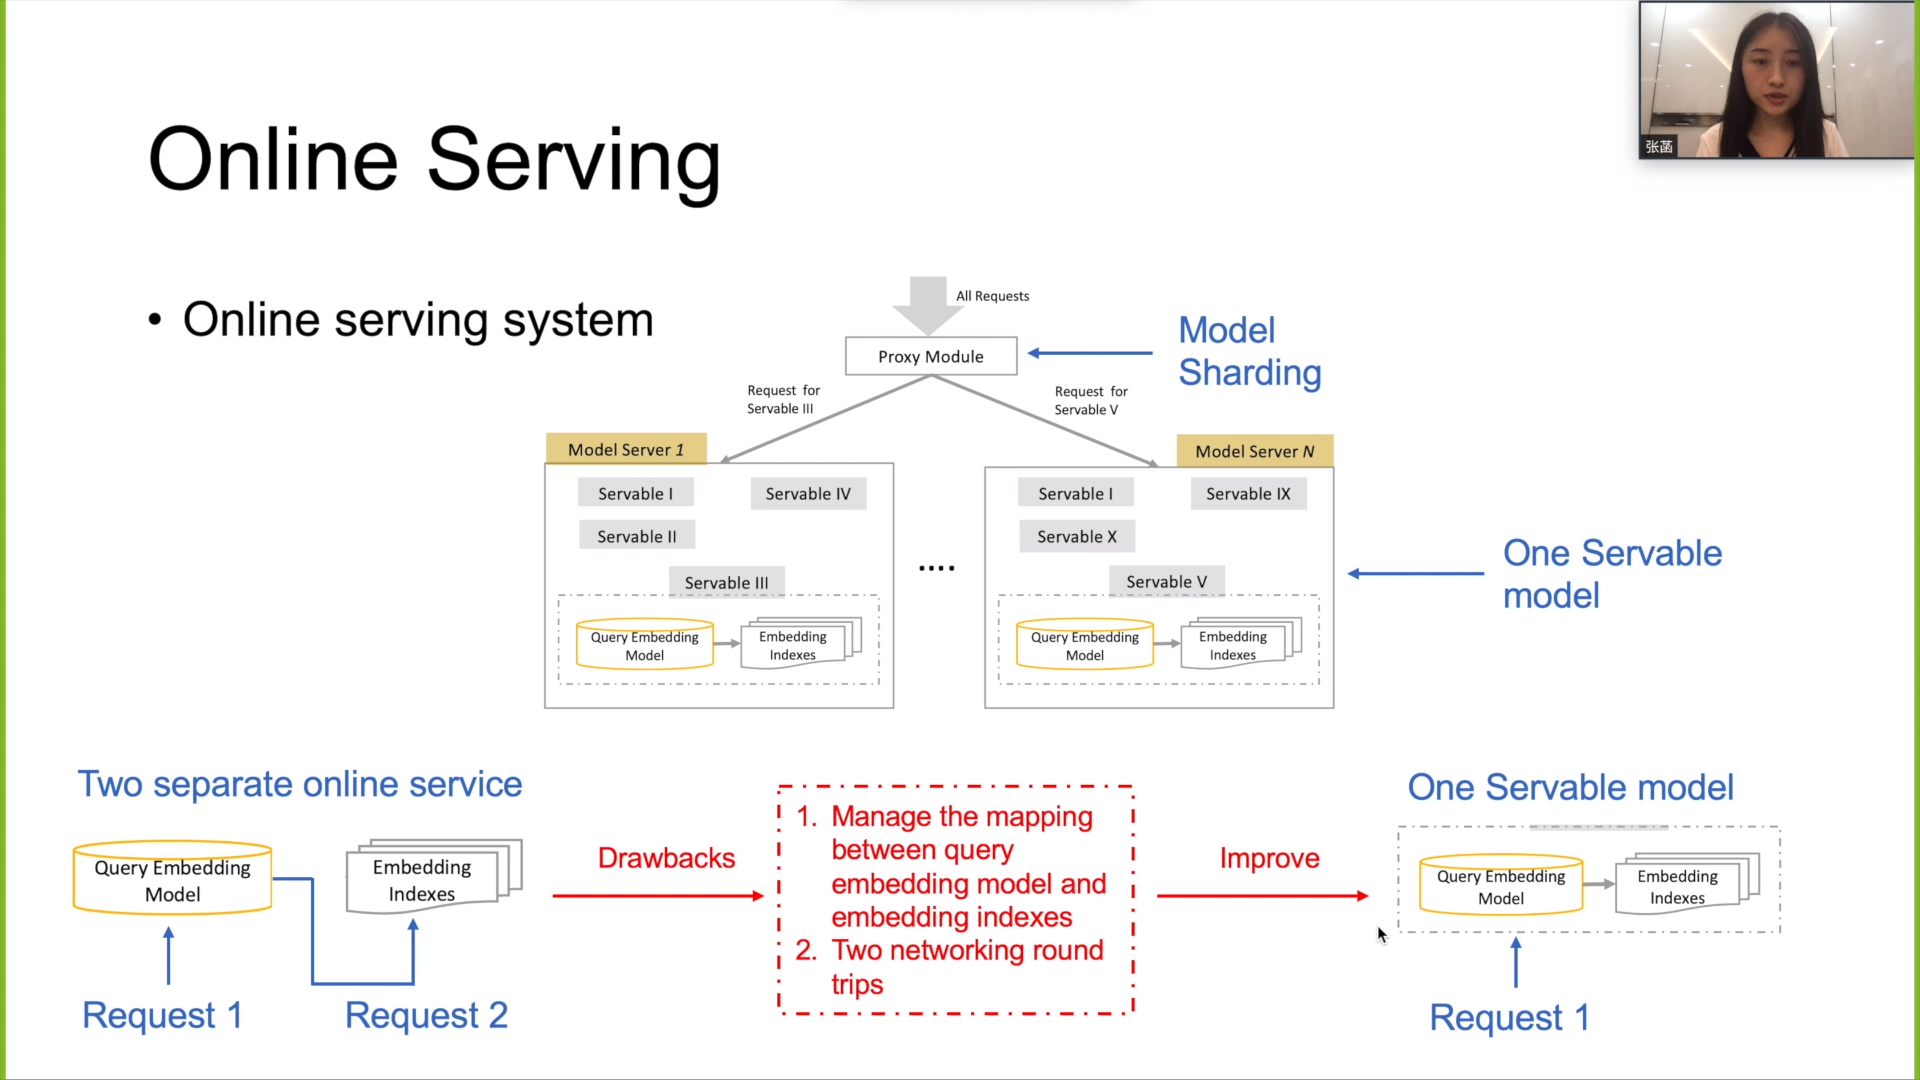 张菡
Online Serving
• Online serving system
All Requests
Proxy Module
Model
Sharding
Request for
Servable III
Request for
Servable V
Model Server 1
Servable I
Servable IV
Servable II
Servable III
Query Embedding
Model
Embedding
Indexes
....
Model Server N
Servable I
Servable IX
Servable X
Servable V
Query Embedding
Model
Embedding
Indexes
One Servable
model
Two separate online service
Query Embedding
Model
Embedding
Indexes
Request 1
Request 2
Drawbacks
1. Manage the mapping
between query
embedding model and
embedding indexes
2. Two networking round
trips
Improve
One Servable model
Query Embedding
Model
Embedding
Indexes
Request 1